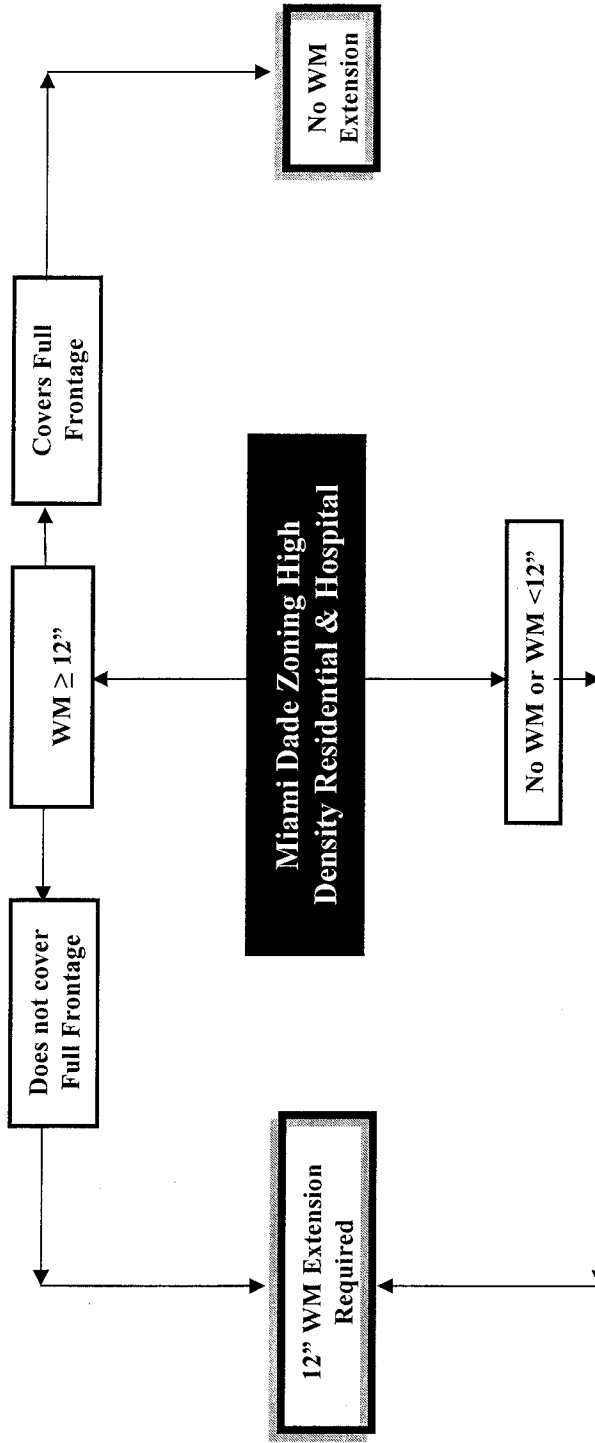 Does not cover
Full Frontage
WM ≥ 12”
Covers Full
Frontage
12” WM Extension
Required
Miami Dade Zoning High
Density Residential & Hospital
No WM
Extension
No WM or WM <12”